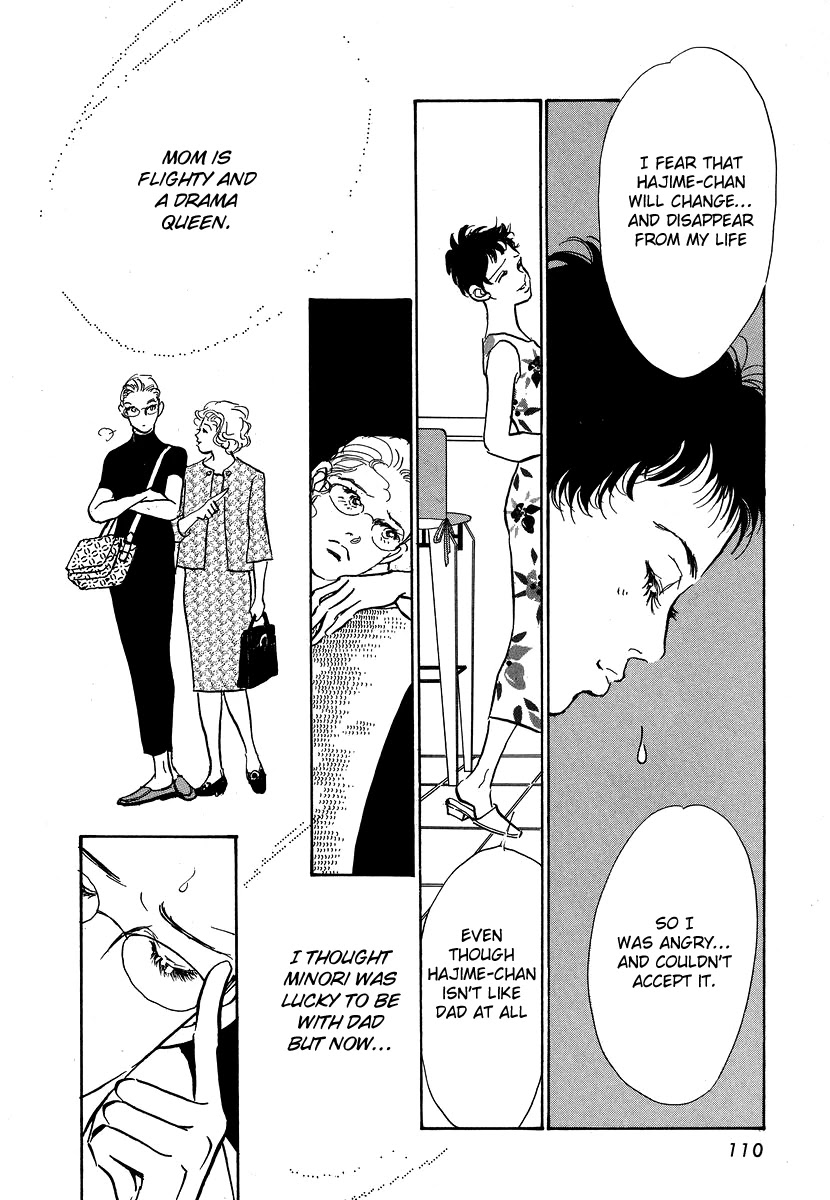 I FEAR THAT
HAJIME-CHAN
WILL CHANGE...
AND DISAPPEAR
FROM MY LIFE
SO I
WAS ANGRY...
AND COULDN'T
ACCEPT IT.
EVEN
THOUGH
HAJIME-CHAN
ISN'T LIKE
DAD AT ALL
MOM IS
FLIGHTY AND
A DRAMA
QUEEN.
I THOUGHT
MINORI WAS
LUCKY TO BE
WITH DAD
BUT NOW...
110